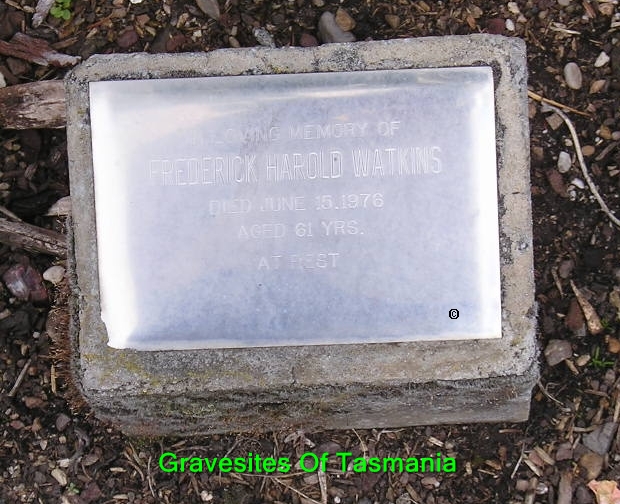 IN LOVING MEMORY OF
FREDERICK HAROLD WATKINS
DIED JUNE 15.1976
AGED 61 YRS.
AT REST
©
Gravesites Of Tasmania